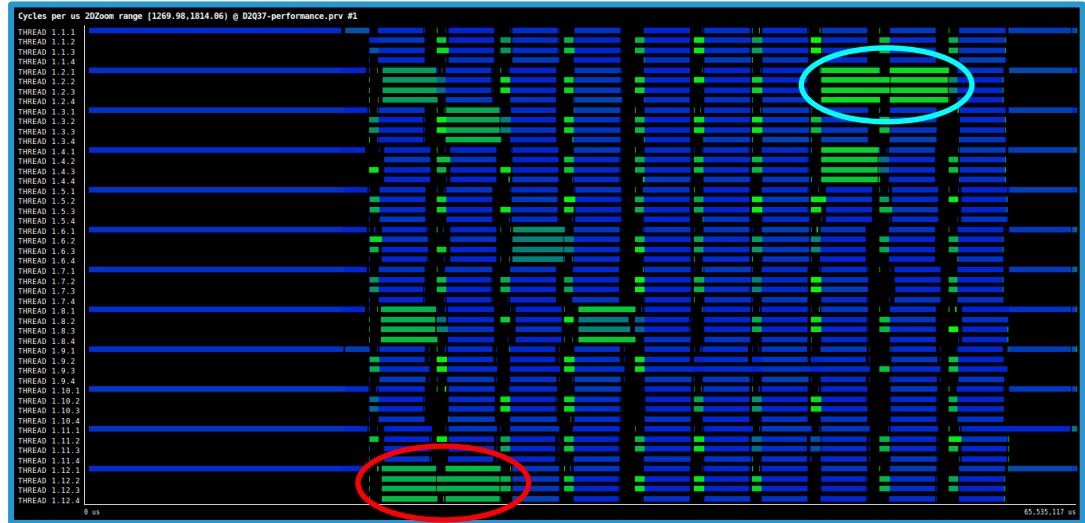 Cycles per us 2DZoom range [1269.98,1814.06) @ D2Q37-performance.prv #1
THREAD 1.1.1
THREAD 1.1.2
THREAD 1.1.3
THREAD 1.1.4
THREAD 1.2.1
THREAD 1.2.2
THREAD 1.2.3
THREAD 1.2.4
THREAD 1.3.1
THREAD 1.3.2
THREAD 1.3.3
THREAD 1.3.4
THREAD 1.4.1
THREAD 1.4.2
THREAD 1.4.3
THREAD 1.4.4
THREAD 1.5.1
THREAD 1.5.2
THREAD 1.5.3
THREAD 1.5.4
THREAD 1.6.1
THREAD 1.6.2
THREAD 1.6.3
THREAD 1.6.4
THREAD 1.7.1
THREAD 1.7.2
THREAD 1.7.3
THREAD 1.7.4
THREAD 1.8.1
THREAD 1.8.2
THREAD 1.8.3
THREAD 1.8.4
THREAD 1.9.1
THREAD 1.9.2
THREAD 1.9.3
THREAD 1.9.4
THREAD 1.10.1
THREAD 1.10.2
THREAD 1.10.3
THREAD 1.10.4
THREAD 1.11.1
THREAD 1.11.2
THREAD 1.11.3
THREAD 1.11.4
THREAD 1.12.1
THREAD 1.12.2
THREAD 1.12.3
THREAD 1.12.4
0 us 65,535,117 us